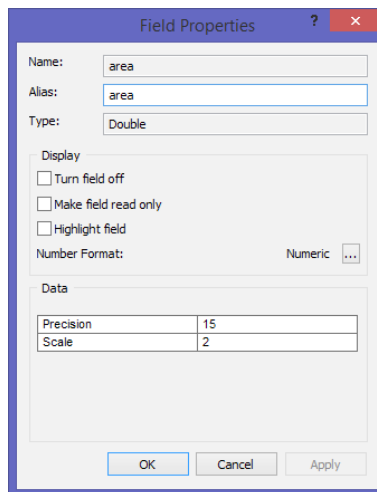 Field Properties ? ×
Name: area
Alias: area
Type: Double
Display
Turn field off
Make field read only
Highlight field
Number Format: Numeric ...
Data
Precision 15
Scale 2
OK Cancel Apply